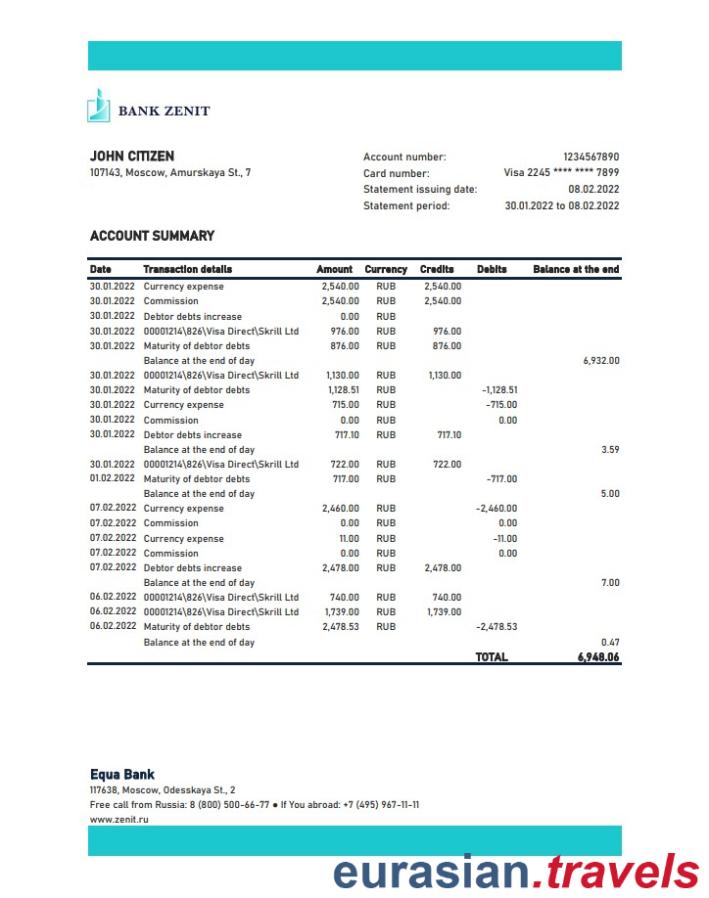 BANK ZENIT
JOHN CITIZEN
107143, Moscow, Amurskaya St., 7
Account number: 1234567890
Card number: Visa 2245 **** **** 7899
Statement issuing date: 08.02.2022
Statement period: 30.01.2022 to 08.02.2022
ACCOUNT SUMMARY
Date Transaction details Amount Currency Credits Debits Balance at the end
30.01.2022 Currency expense 2,540.00 RUB 2,540.00
30.01.2022 Commission 2,540.00 RUB 2,540.00
30.01.2022 Debtor debts increase 0.00 RUB
30.01.2022 00001214\826\Visa Direct\Skrill Ltd 976.00 RUB 976.00
30.01.2022 Maturity of debtor debts 876.00 RUB 876.00
Balance at the end of day 6,932.00
30.01.2022 00001214\826\Visa Direct\Skrill Ltd 1,130.00 RUB 1,130.00
30.01.2022 Maturity of debtor debts 1,128.51 RUB -1,128.51
30.01.2022 Currency expense 715.00 RUB -715.00
30.01.2022 Commission 0.00 RUB 0.00
30.01.2022 Debtor debts increase 717.10 RUB 717.10
Balance at the end of day 3.59
30.01.2022 00001214\826\Visa Direct\Skrill Ltd 722.00 RUB 722.00
01.02.2022 Maturity of debtor debts 717.00 RUB -717.00
Balance at the end of day 5.00
07.02.2022 Currency expense 2,460.00 RUB -2,460.00
07.02.2022 Commission 0.00 RUB 0.00
07.02.2022 Currency expense 11.00 RUB -11.00
07.02.2022 Commission 0.00 RUB 0.00
07.02.2022 Debtor debts increase 2,478.00 RUB 2,478.00
Balance at the end of day 7.00
06.02.2022 00001214\826\Visa Direct\Skrill Ltd 740.00 RUB 740.00
06.02.2022 00001214\826\Visa Direct\Skrill Ltd 1,739.00 RUB 1,739.00
06.02.2022 Maturity of debtor debts 2,478.53 RUB -2,478.53
Balance at the end of day 0.47
TOTAL 6,948.06
Equa Bank
117638, Moscow, Odesskaya St., 2
Free call from Russia: 8 (800) 500-66-77 ● If You abroad: +7 (495) 967-11-11
www.zenit.ru
eurasian.travels